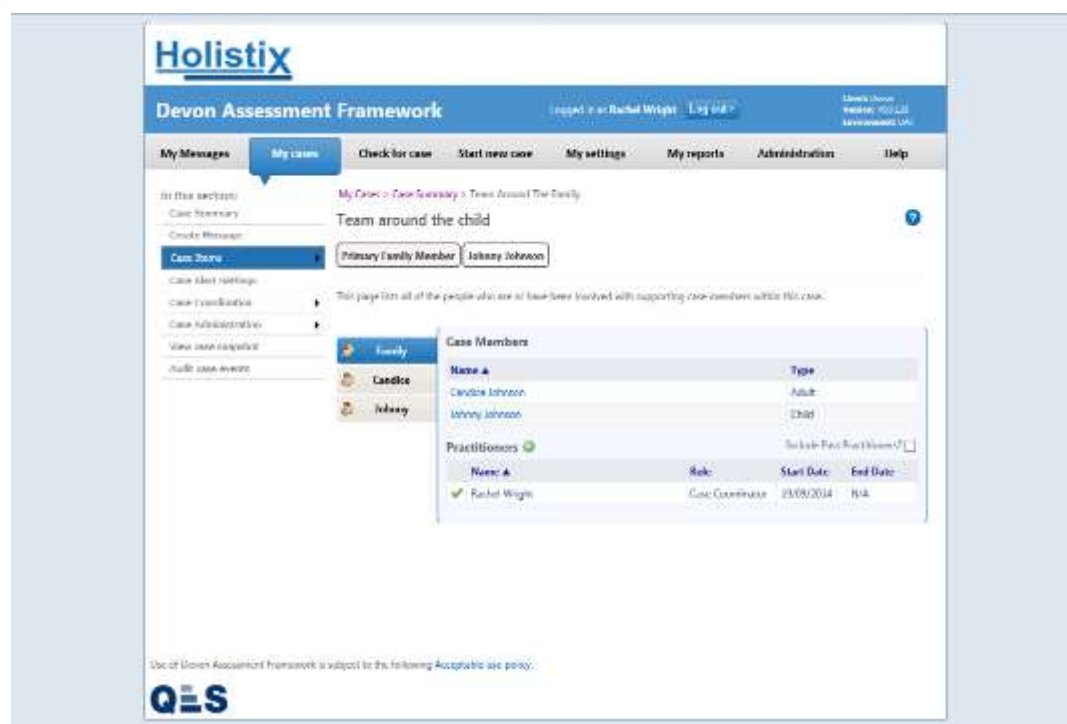 Holistix
Devon Assessment Framework
Logged in as Rachel Wright Log out >
My Messages My cases Check for case Start new case My settings My reports Administration Help
In this section:
My Cases > Case Summary > Team Around The Family
Case Summary
Team around the child
Create Message
Case Items
Primary Family Member Johnny Johnson
Case Alert Settings
Case Coordination
This page lists all of the people who are or have been involved with supporting case members within this case.
Case Administration
View case snapshot
Audit case events
Family
Candice
Johnny
Case Members
Name Type
Candice Johnson Adult
Johnny Johnson Child
Practitioners
Include Past Practitioners?
Name Role Start Date End Date
Rachel Wright Case Coordinator N/A
Use of Devon Assessment Framework is subject to the following Acceptable use policy.
QES